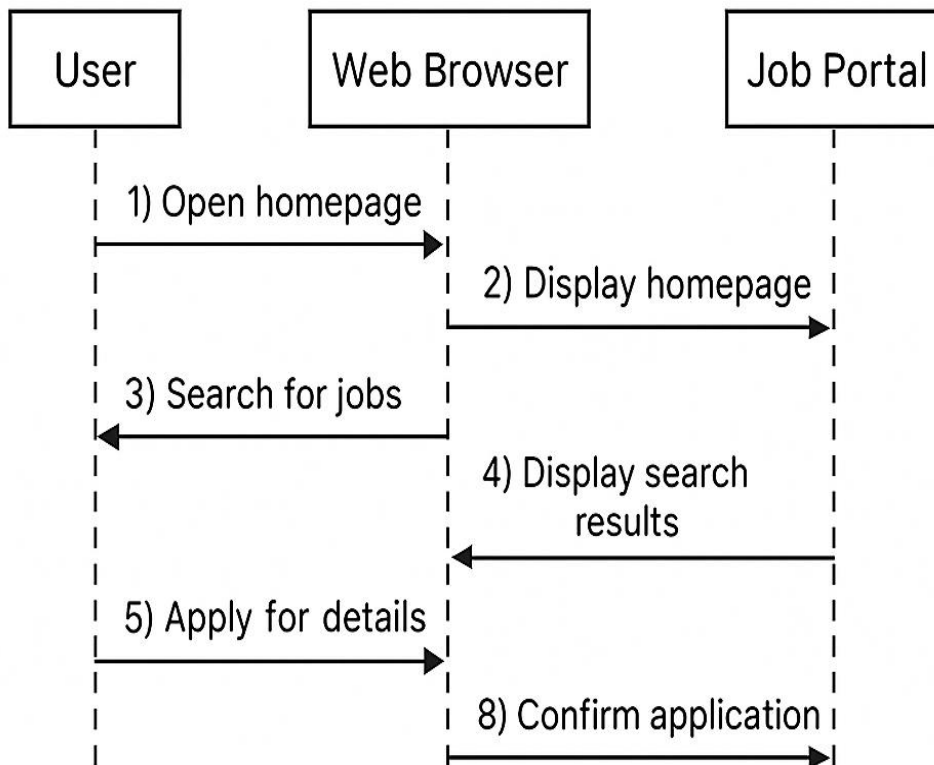 User
Web Browser
Job Portal
1) Open homepage
2) Display homepage
3) Search for jobs
4) Display search
results
5) Apply for details
8) Confirm application